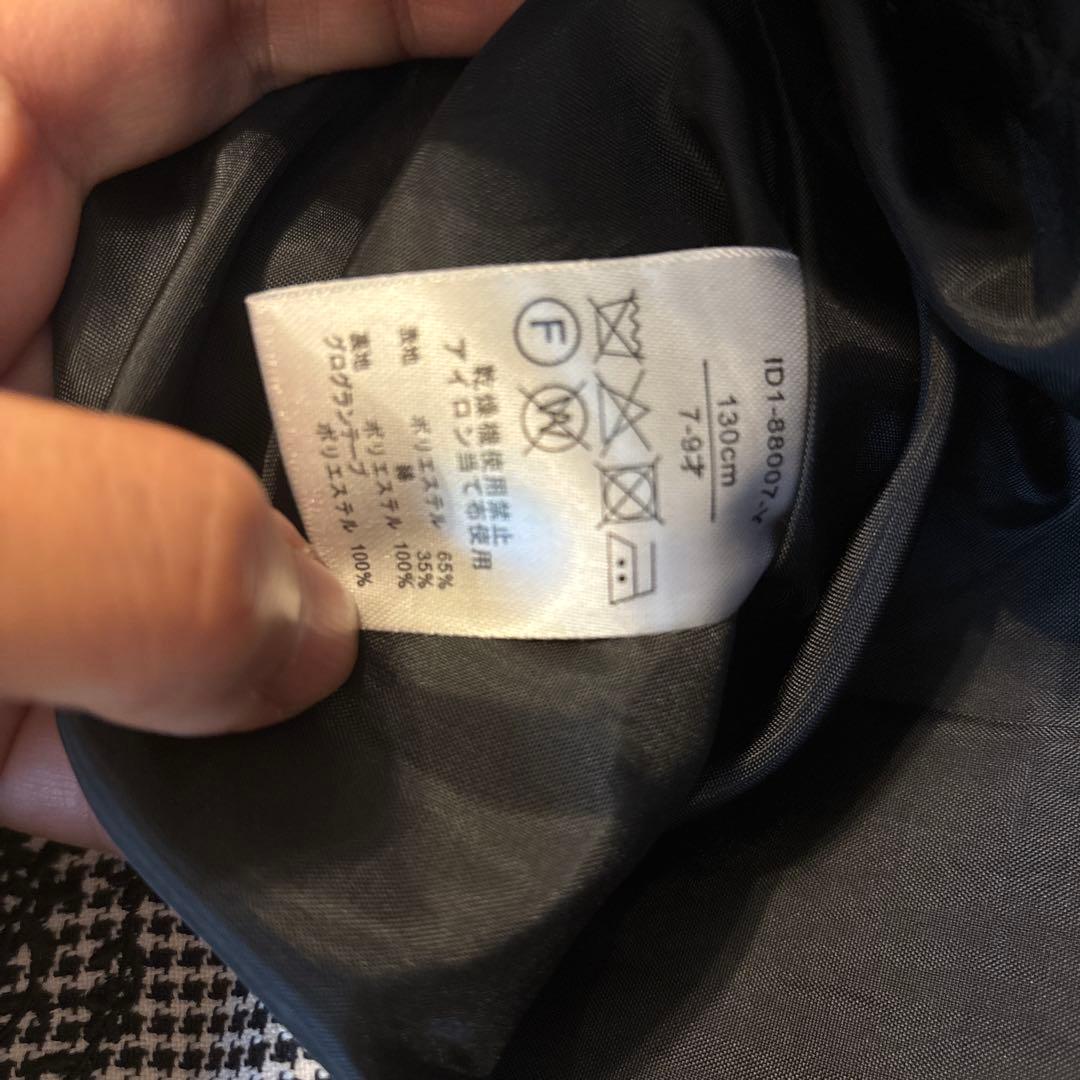 ID1-88007-Y
130cm
7-9才
F
W
乾燥機使用禁止
アイロン当て布使用
表地 ポリエステル 65%
綿 35%
裏地 ポリエステル 100%
グログランテープ ポリエステル 100%